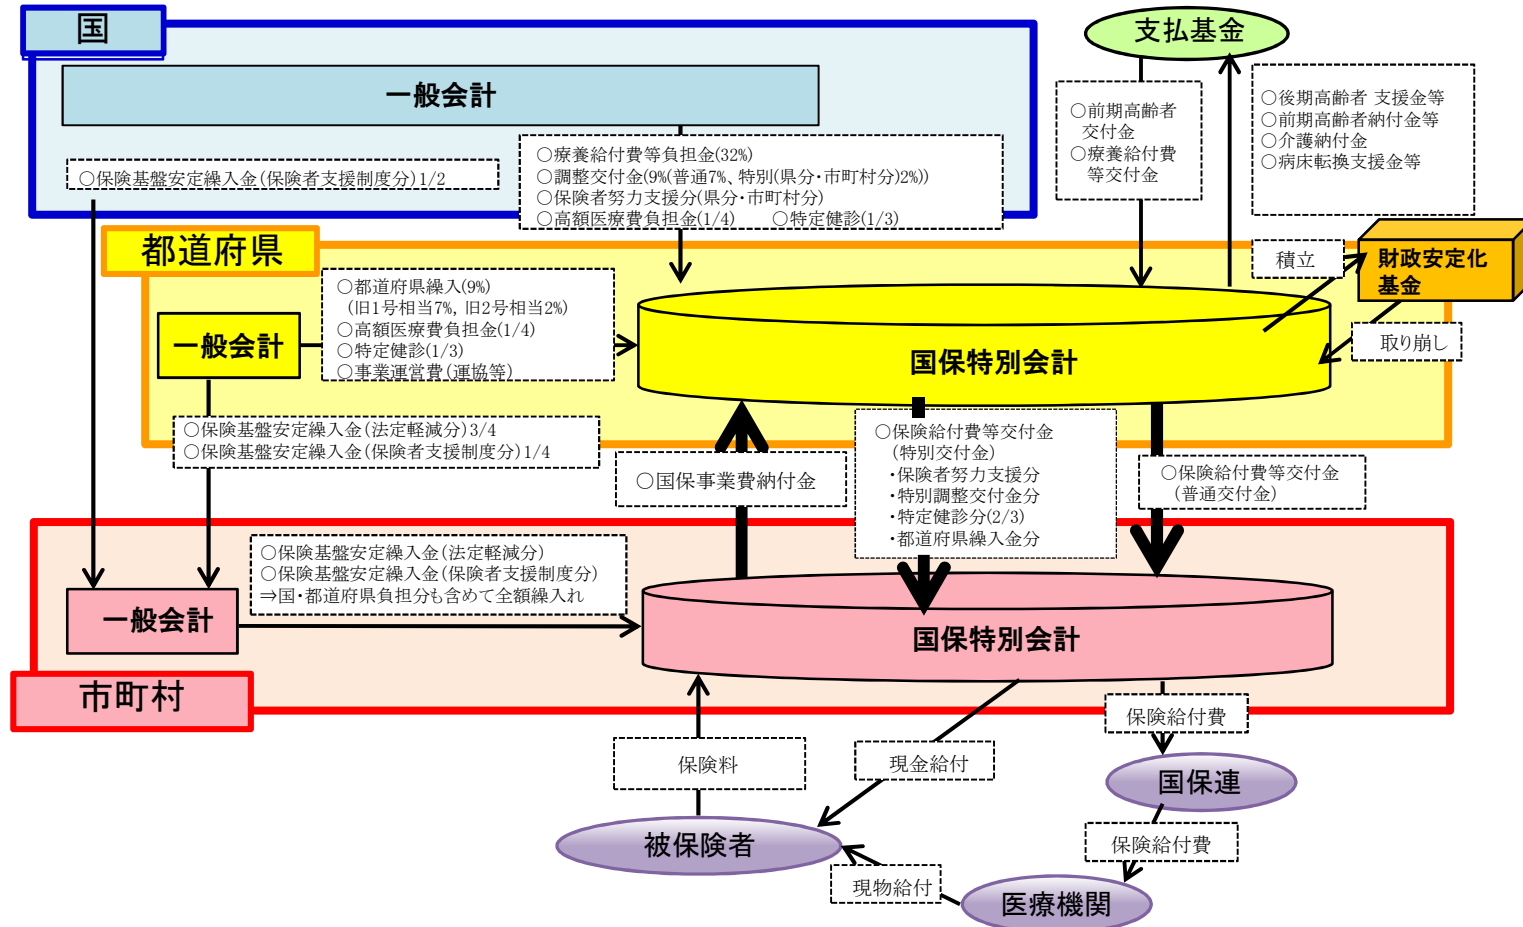 国
一般会計
○保険基盤安定繰入金(保険者支援制度分)1/2
○療養給付費等負担金(32%)
○調整交付金(9%(普通7%、特別(県分・市町村分)2%))
○保険者努力支援分(県分・市町村分)
○高額医療費負担金(1/4)　○特定健診(1/3)
支払基金
○前期高齢者
交付金
○療養給付費
等交付金
○後期高齢者 支援金等
○前期高齢者納付金等
○介護納付金
○病床転換支援金等
都道府県
一般会計
○都道府県繰入(9%)
(旧1号相当7%, 旧2号相当2%)
○高額医療費負担金(1/4)
○特定健診(1/3)
○事業運営費(運協等)
国保特別会計
積立
財政安定化
基金
取り崩し
○保険基盤安定繰入金(法定軽減分)3/4
○保険基盤安定繰入金(保険者支援制度分)1/4
○国保事業費納付金
○保険給付費等交付金
(特別交付金)
・保険者努力支援分
・特別調整交付金分
・特定健診分(2/3)
・都道府県繰入金分
○保険給付費等交付金
(普通交付金)
○保険基盤安定繰入金(法定軽減分)
○保険基盤安定繰入金(保険者支援制度分)
⇒国・都道府県負担分も含めて全額繰入れ
一般会計
国保特別会計
市町村
保険料
現金給付
保険給付費
国保連
被保険者
保険給付費
現物給付
医療機関